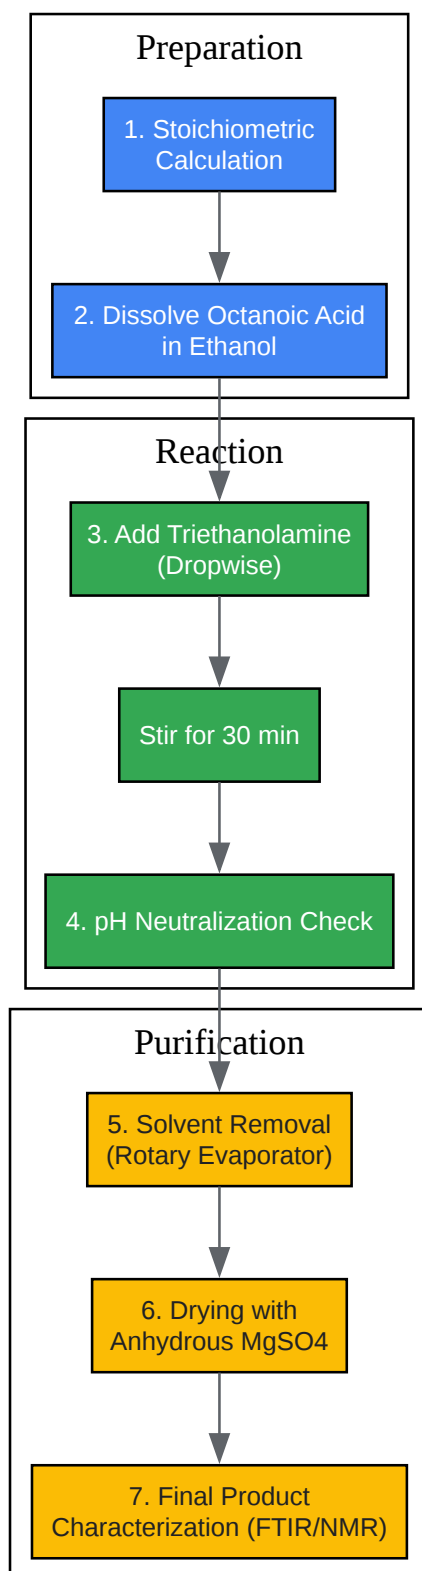 Preparation
1. Stoichiometric
Calculation
2. Dissolve Octanoic Acid
in Ethanol
Reaction
3. Add Triethanolamine
(Dropwise)
Stir for 30 min
4. pH Neutralization Check
Purification
5. Solvent Removal
(Rotary Evaporator)
6. Drying with
Anhydrous MgSO4
7. Final Product
Characterization (FTIR/NMR)